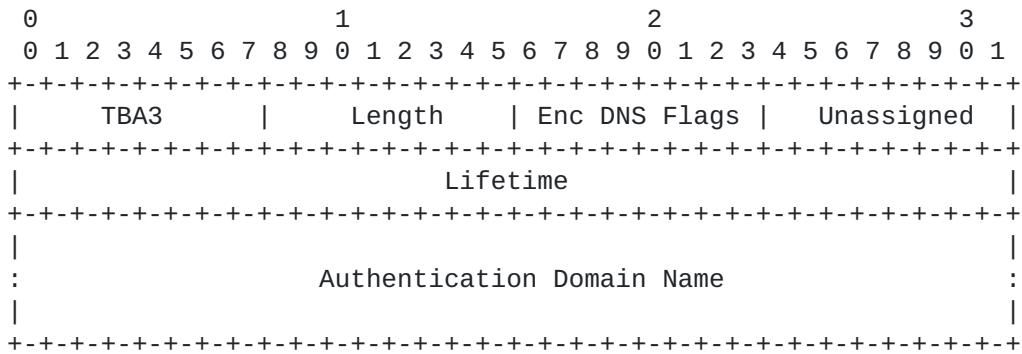 0                   1                   2                   3
 0 1 2 3 4 5 6 7 8 9 0 1 2 3 4 5 6 7 8 9 0 1 2 3 4 5 6 7 8 9 0 1
+-+-+-+-+-+-+-+-+-+-+-+-+-+-+-+-+-+-+-+-+-+-+-+-+-+-+-+-+-+-+-+-+
|     TBA3      |     Length    | Enc DNS Flags |   Unassigned  |
+-+-+-+-+-+-+-+-+-+-+-+-+-+-+-+-+-+-+-+-+-+-+-+-+-+-+-+-+-+-+-+-+
|                           Lifetime                            |
+-+-+-+-+-+-+-+-+-+-+-+-+-+-+-+-+-+-+-+-+-+-+-+-+-+-+-+-+-+-+-+-+
|                                                               |
:                   Authentication Domain Name                  :
|                                                               |
+-+-+-+-+-+-+-+-+-+-+-+-+-+-+-+-+-+-+-+-+-+-+-+-+-+-+-+-+-+-+-+-+